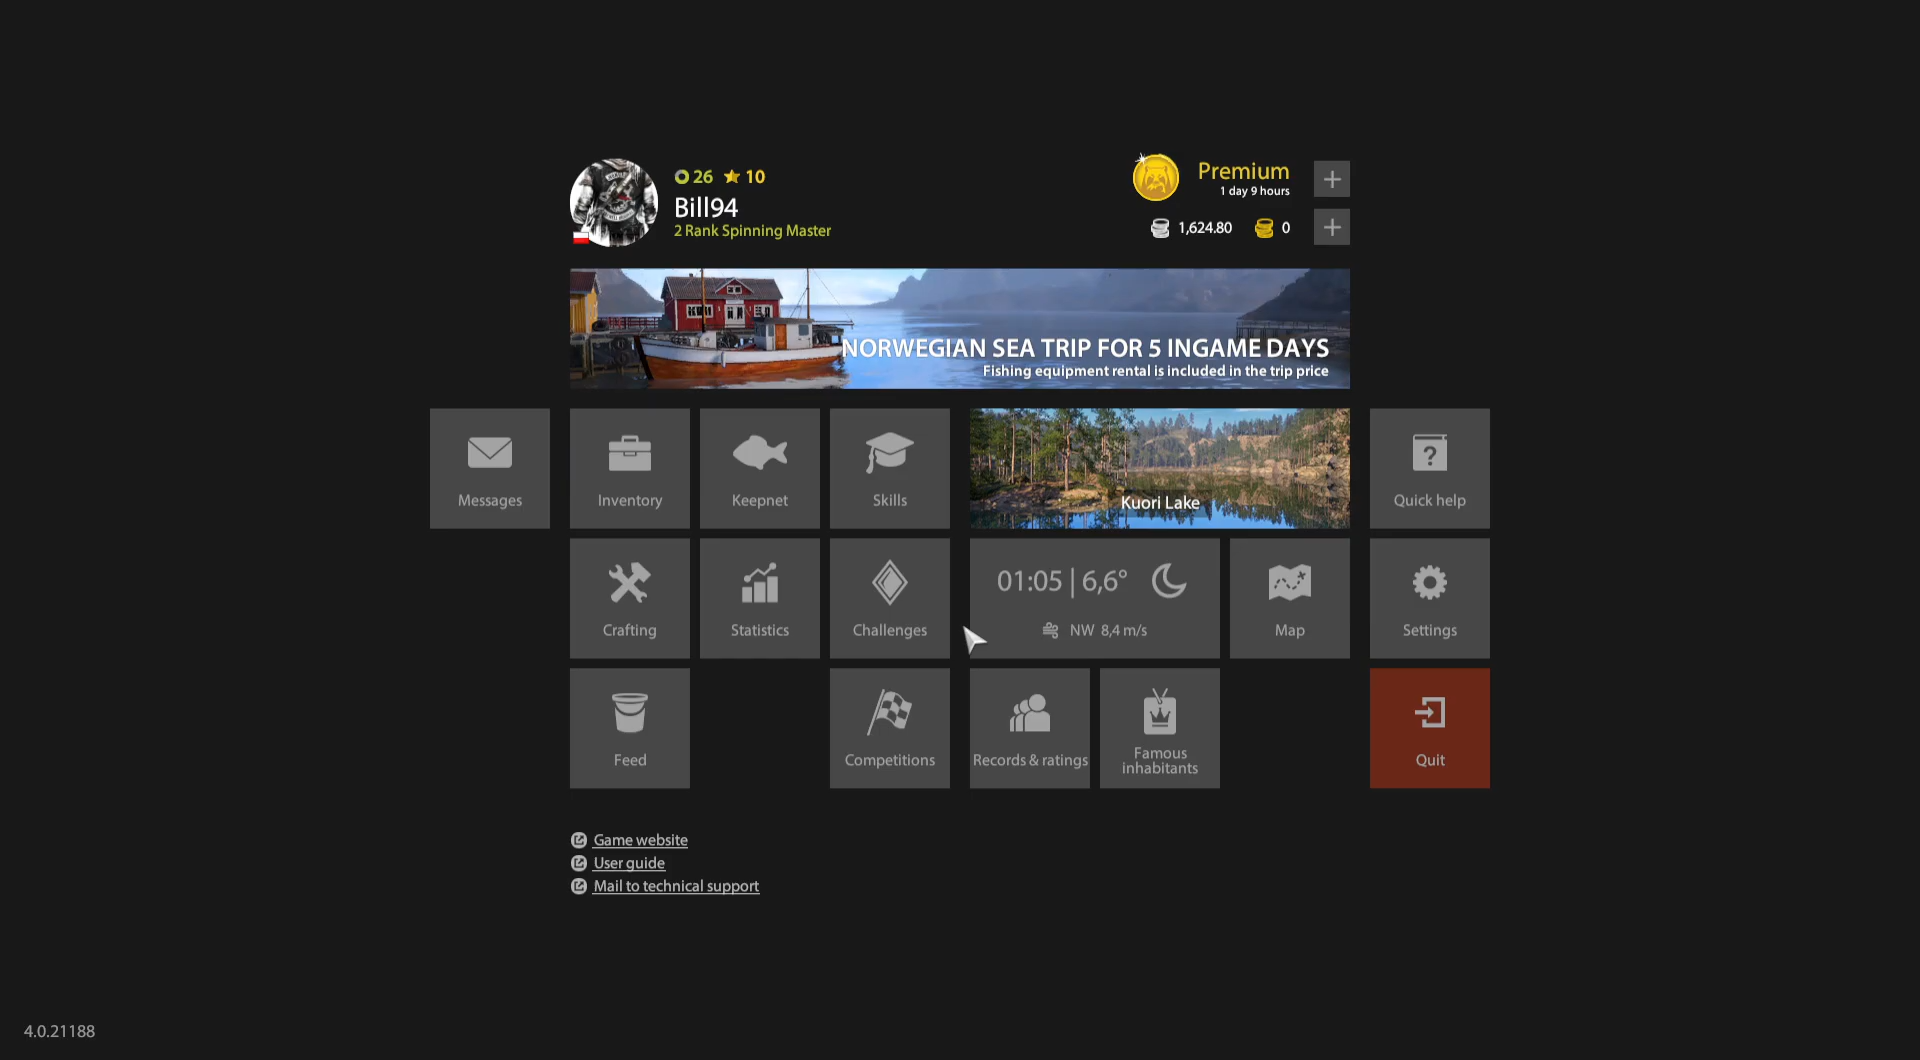 26 10
Bill94
2 Rank Spinning Master
Premium
1 day 9 hours
1,624.80 0
NORWEGIAN SEA TRIP FOR 5 INGAME DAYS
Fishing equipment rental is included in the trip price
Messages
Inventory
Keepnet
Skills
Kuori Lake
Quick help
Crafting
Statistics
Challenges
01:05 | 6,6°
NW 8,4 m/s
Map
Settings
Feed
Competitions
Records & ratings
Famous
inhabitants
Quit
Game website
User guide
Mail to technical support
4.0.21188